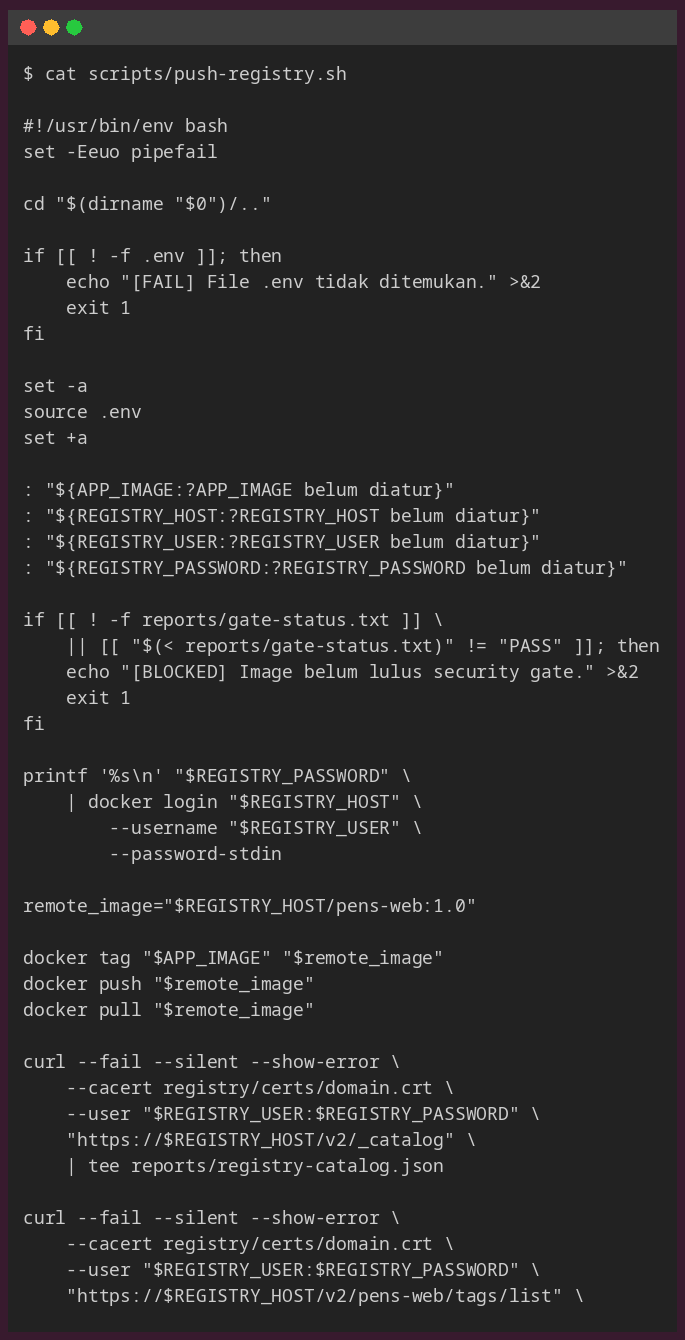 $ cat scripts/push-registry.sh

#!/usr/bin/env bash
set -Eeuo pipefail

cd "$(dirname "$0")/.."

if [[ ! -f .env ]]; then
    echo "[FAIL] File .env tidak ditemukan." >&2
    exit 1
fi

set -a
source .env
set +a

: "${APP_IMAGE:?APP_IMAGE belum diatur}"
: "${REGISTRY_HOST:?REGISTRY_HOST belum diatur}"
: "${REGISTRY_USER:?REGISTRY_USER belum diatur}"
: "${REGISTRY_PASSWORD:?REGISTRY_PASSWORD belum diatur}"

if [[ ! -f reports/gate-status.txt ]] \
    || [[ "$(< reports/gate-status.txt)" != "PASS" ]]; then
    echo "[BLOCKED] Image belum lulus security gate." >&2
    exit 1
fi

printf '%s\n' "$REGISTRY_PASSWORD" \
    | docker login "$REGISTRY_HOST" \
        --username "$REGISTRY_USER" \
        --password-stdin

remote_image="$REGISTRY_HOST/pens-web:1.0"

docker tag "$APP_IMAGE" "$remote_image"
docker push "$remote_image"
docker pull "$remote_image"

curl --fail --silent --show-error \
    --cacert registry/certs/domain.crt \
    --user "$REGISTRY_USER:$REGISTRY_PASSWORD" \
    "https://$REGISTRY_HOST/v2/_catalog" \
    | tee reports/registry-catalog.json

curl --fail --silent --show-error \
    --cacert registry/certs/domain.crt \
    --user "$REGISTRY_USER:$REGISTRY_PASSWORD" \
    "https://$REGISTRY_HOST/v2/pens-web/tags/list" \